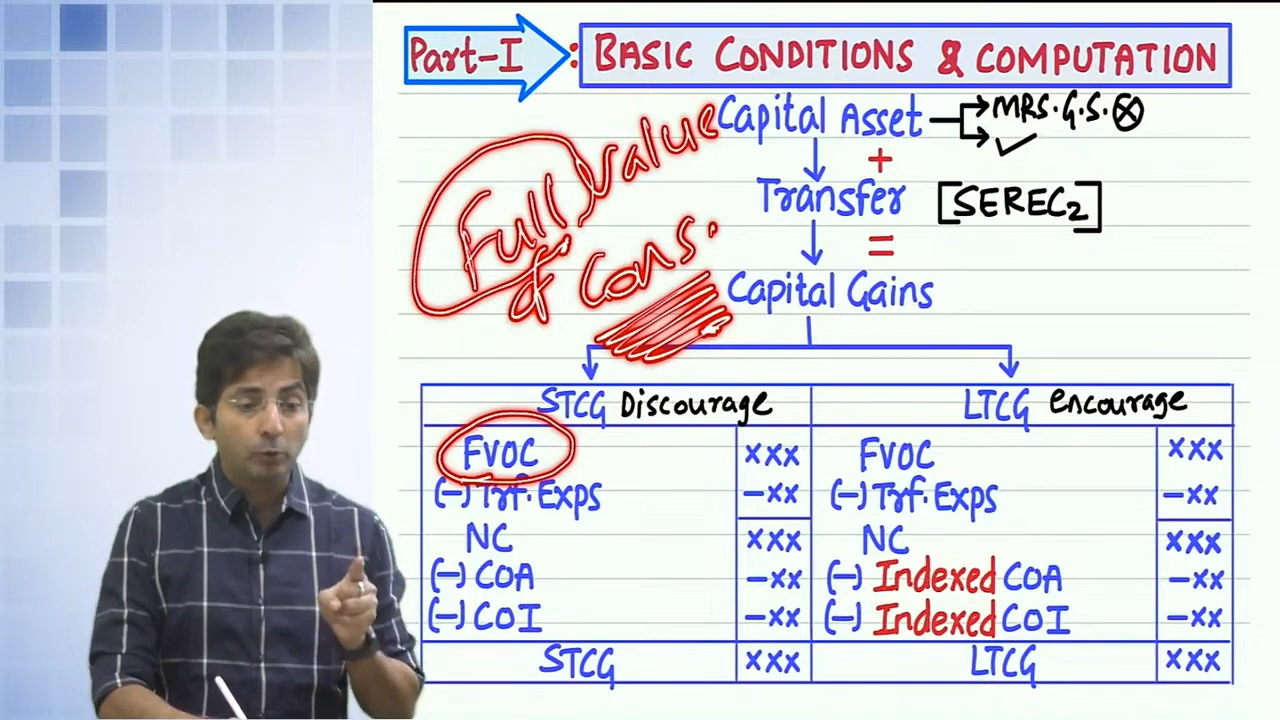 Part-I : BASIC CONDITIONS & COMPUTATION
Capital Asset → MRS.G.S. ⊗
→ ✓
+
Transfer [SEREC₂]
=
Capital Gains
Full Value
of Cons.
STCG Discourage LTCG Encourage
FVOC xxx FVOC xxx
(-) Trf. Exps -xx (-) Trf. Exps -xx
NC xxx NC xxx
(-) COA -xx (-) Indexed COA -xx
(-) COI -xx (-) Indexed COI -xx
STCG xxx LTCG xxx